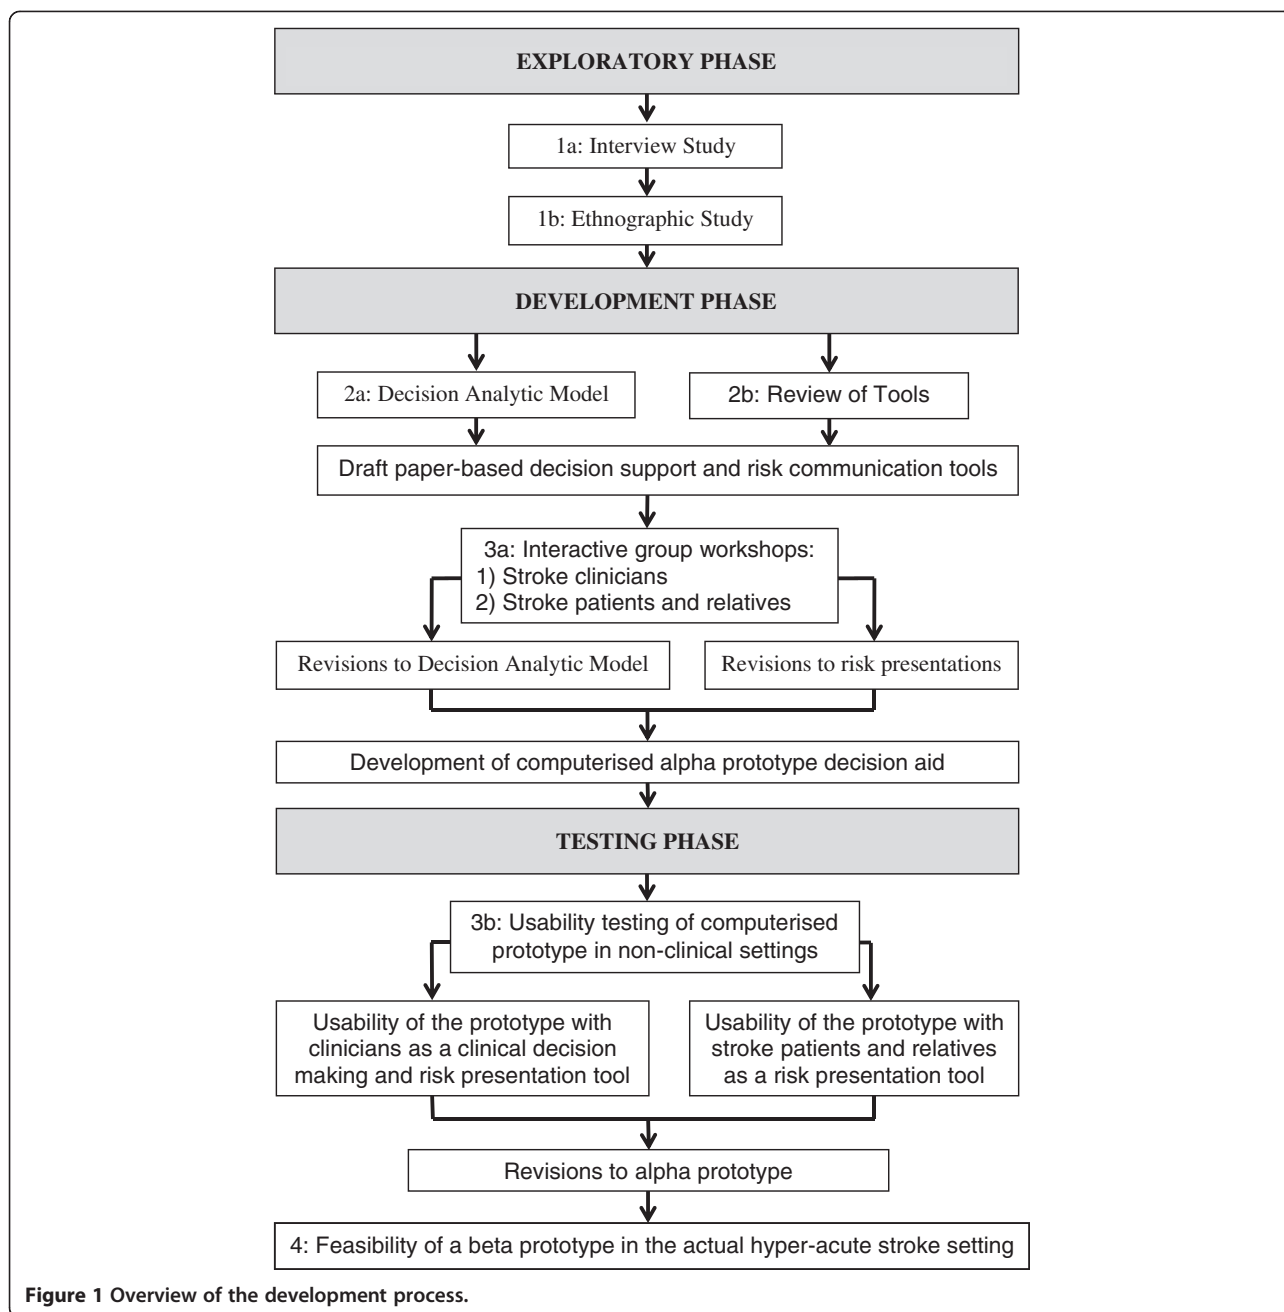 EXPLORATORY PHASE
1a: Interview Study
1b: Ethnographic Study
DEVELOPMENT PHASE
2a: Decision Analytic Model
2b: Review of Tools
Draft paper-based decision support and risk communication tools
3a: Interactive group workshops:
1) Stroke clinicians
2) Stroke patients and relatives
Revisions to Decision Analytic Model
Revisions to risk presentations
Development of computerised alpha prototype decision aid
TESTING PHASE
3b: Usability testing of computerised
prototype in non-clinical settings
Usability of the prototype with
clinicians as a clinical decision
making and risk presentation tool
Usability of the prototype with
stroke patients and relatives
as a risk presentation tool
Revisions to alpha prototype
4: Feasibility of a beta prototype in the actual hyper-acute stroke setting
Figure 1 Overview of the development process.